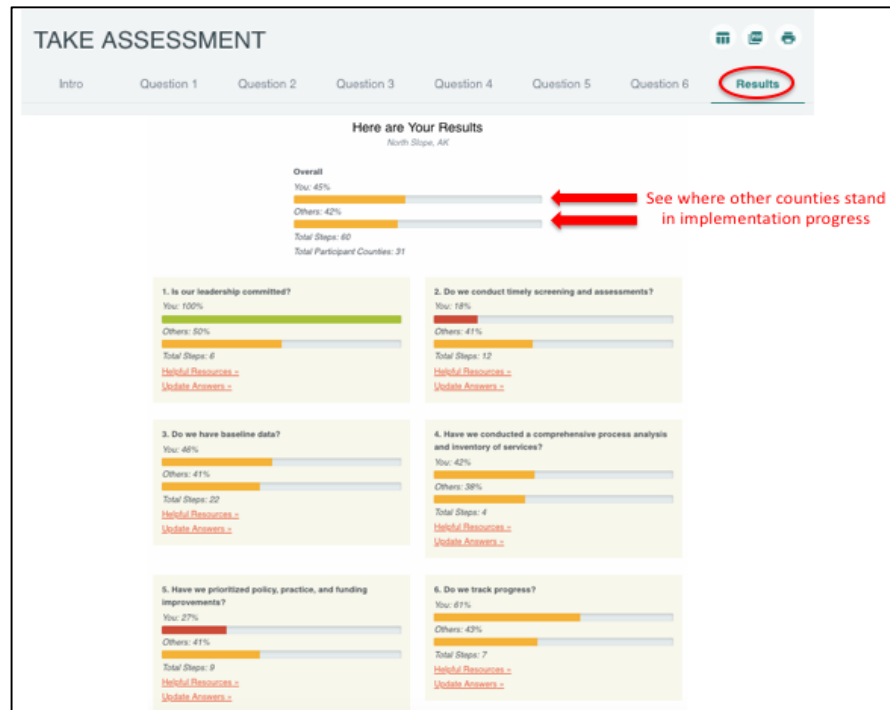 TAKE ASSESSMENT
Intro
Question 1
Question 2
Question 3
Question 4
Question 5
Question 6
Results
Here are Your Results
North Slope, AK
Overall
You: 45%
Others: 42%
Total Steps: 60
Total Participant Counties: 31
See where other counties stand
in implementation progress
1. Is our leadership committed?
You: 100%
Others: 50%
Total Steps: 6
Helpful Resources »
Update Answers »
2. Do we conduct timely screening and assessments?
You: 18%
Others: 41%
Total Steps: 12
Helpful Resources »
Update Answers »
3. Do we have baseline data?
You: 46%
Others: 41%
Total Steps: 22
Helpful Resources »
Update Answers »
4. Have we conducted a comprehensive process analysis
and inventory of services?
You: 42%
Others: 38%
Total Steps: 4
Helpful Resources »
Update Answers »
5. Have we prioritized policy, practice, and funding
improvements?
You: 27%
Others: 41%
Total Steps: 9
Helpful Resources »
Update Answers »
6. Do we track progress?
You: 61%
Others: 43%
Total Steps: 7
Helpful Resources »
Update Answers »